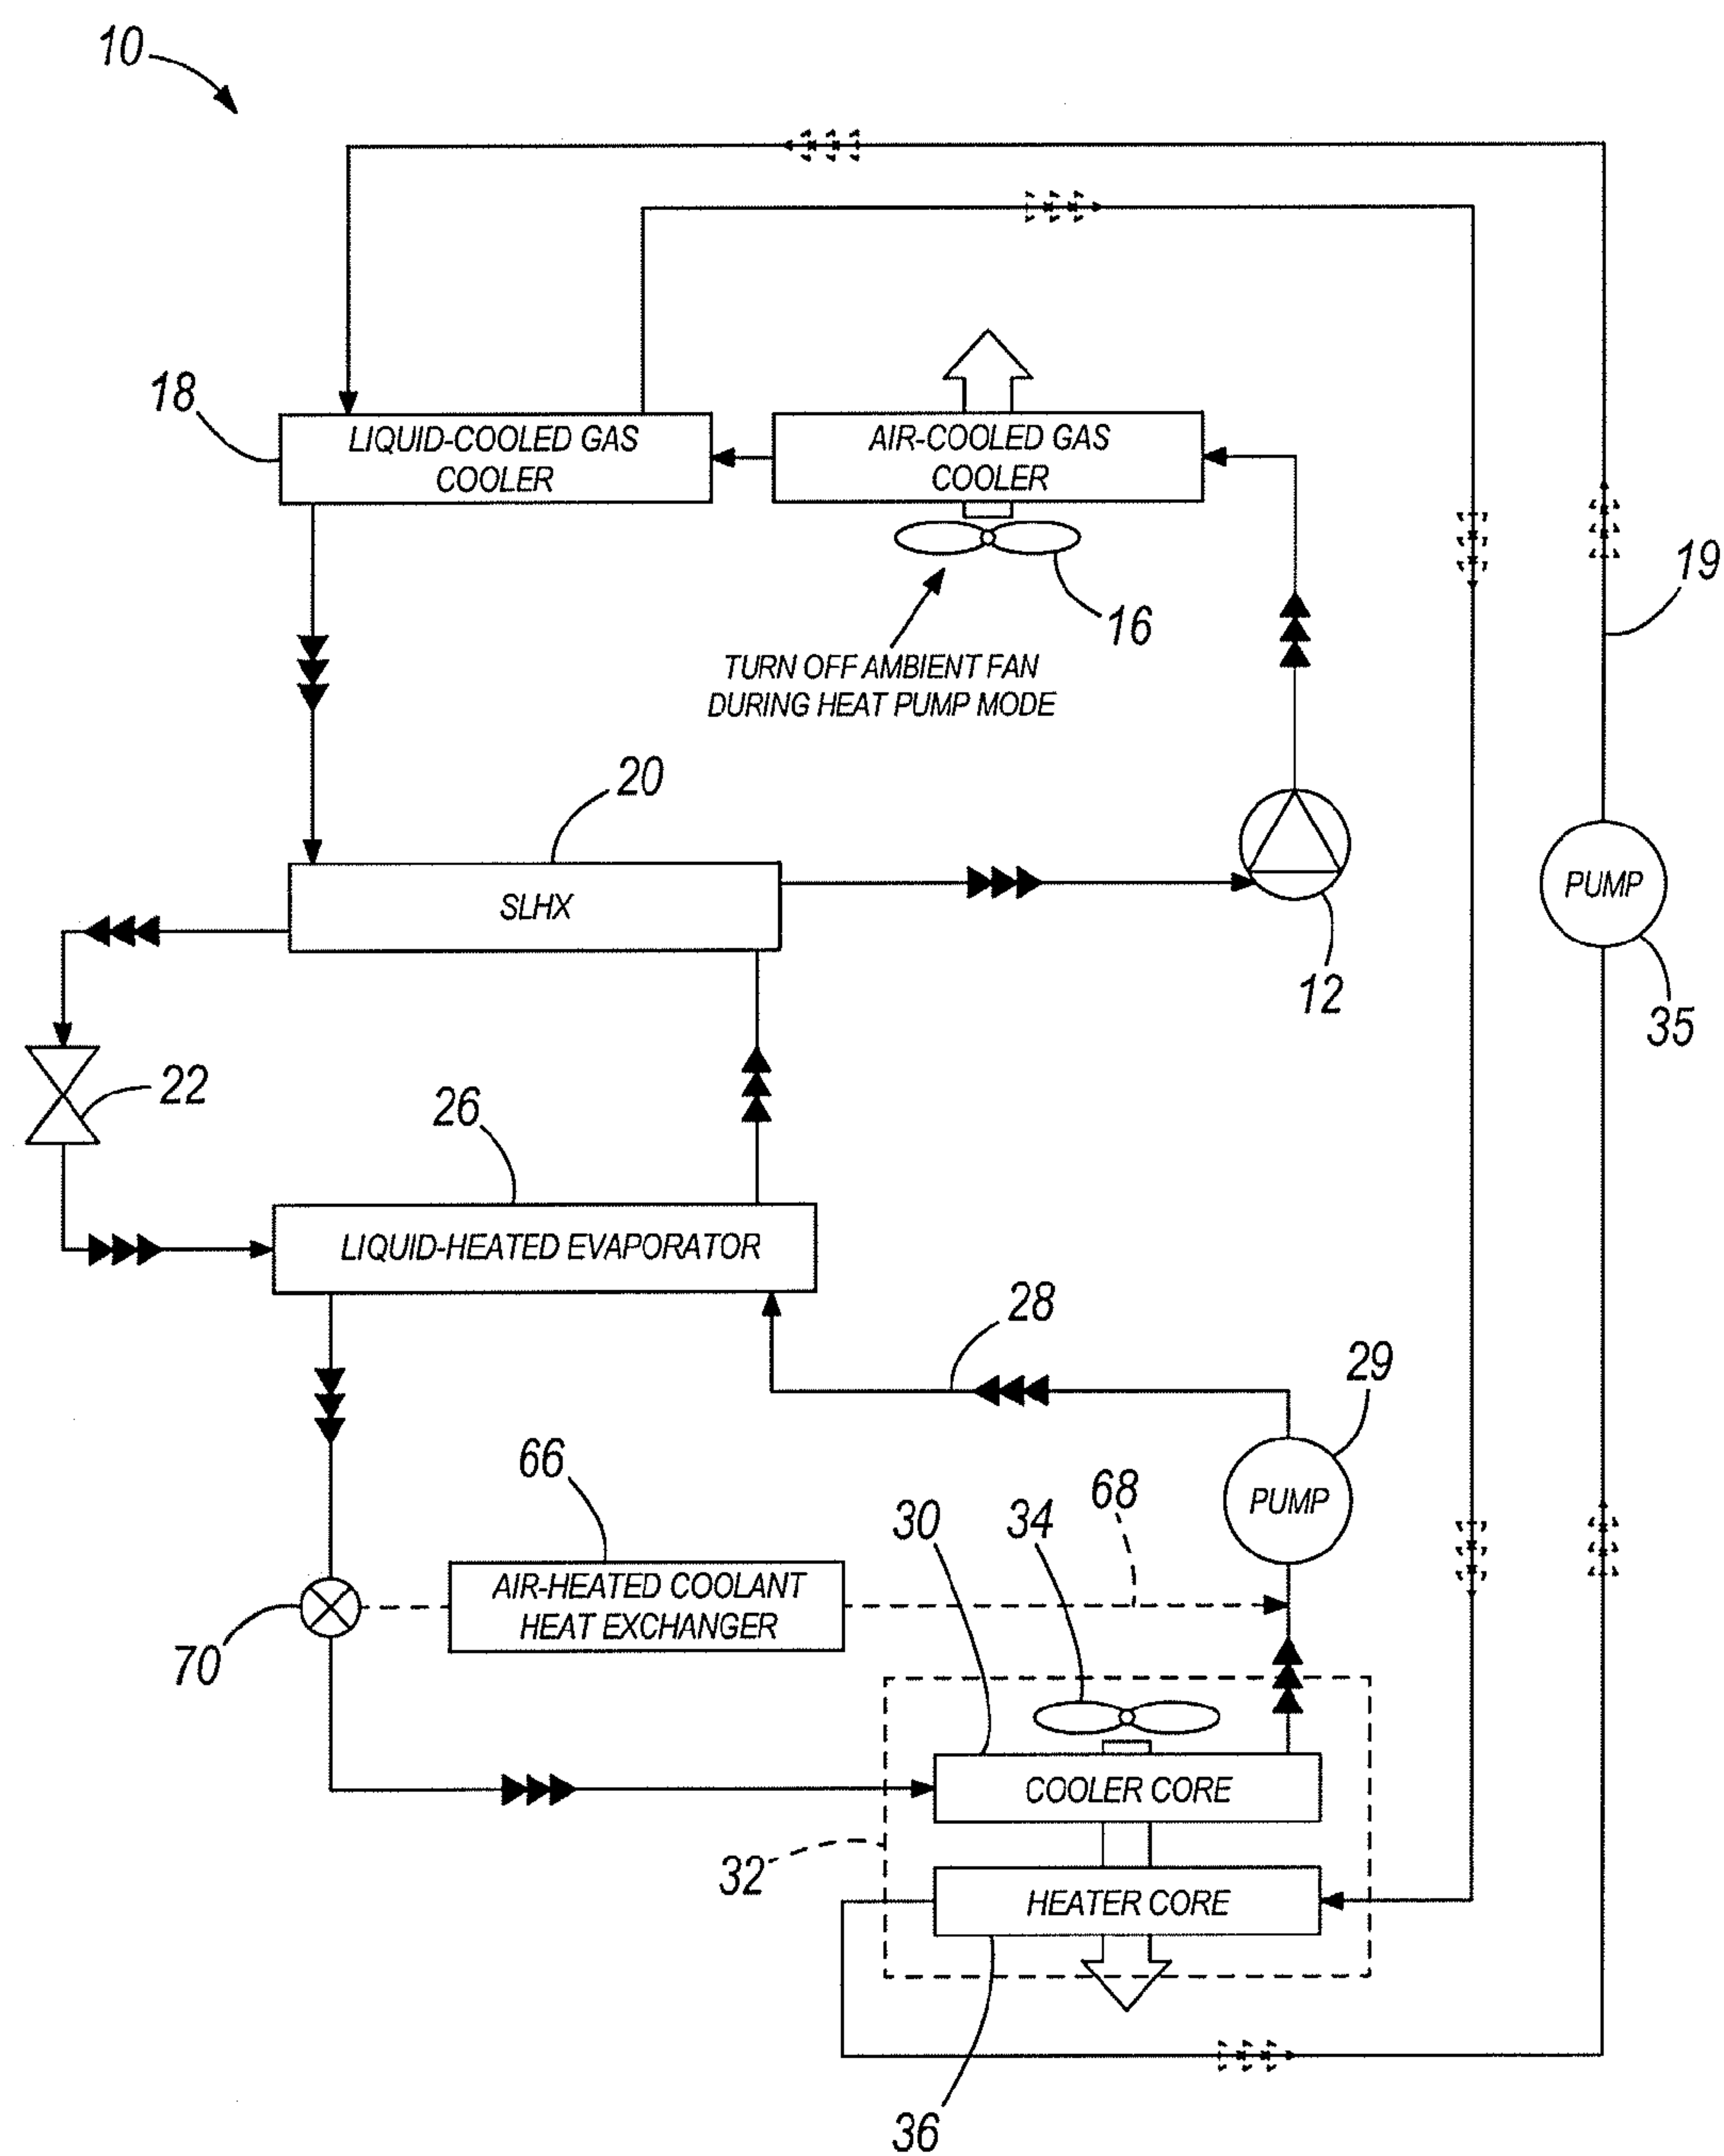 10
18
LIQUID-COOLED GAS
COOLER
AIR-COOLED GAS
COOLER
16
TURN OFF AMBIENT FAN
DURING HEAT PUMP MODE
19
20
SLHX
12
PUMP
35
22
26
LIQUID-HEATED EVAPORATOR
28
29
PUMP
66
AIR-HEATED COOLANT
HEAT EXCHANGER
68
70
30
34
COOLER CORE
32
HEATER CORE
36